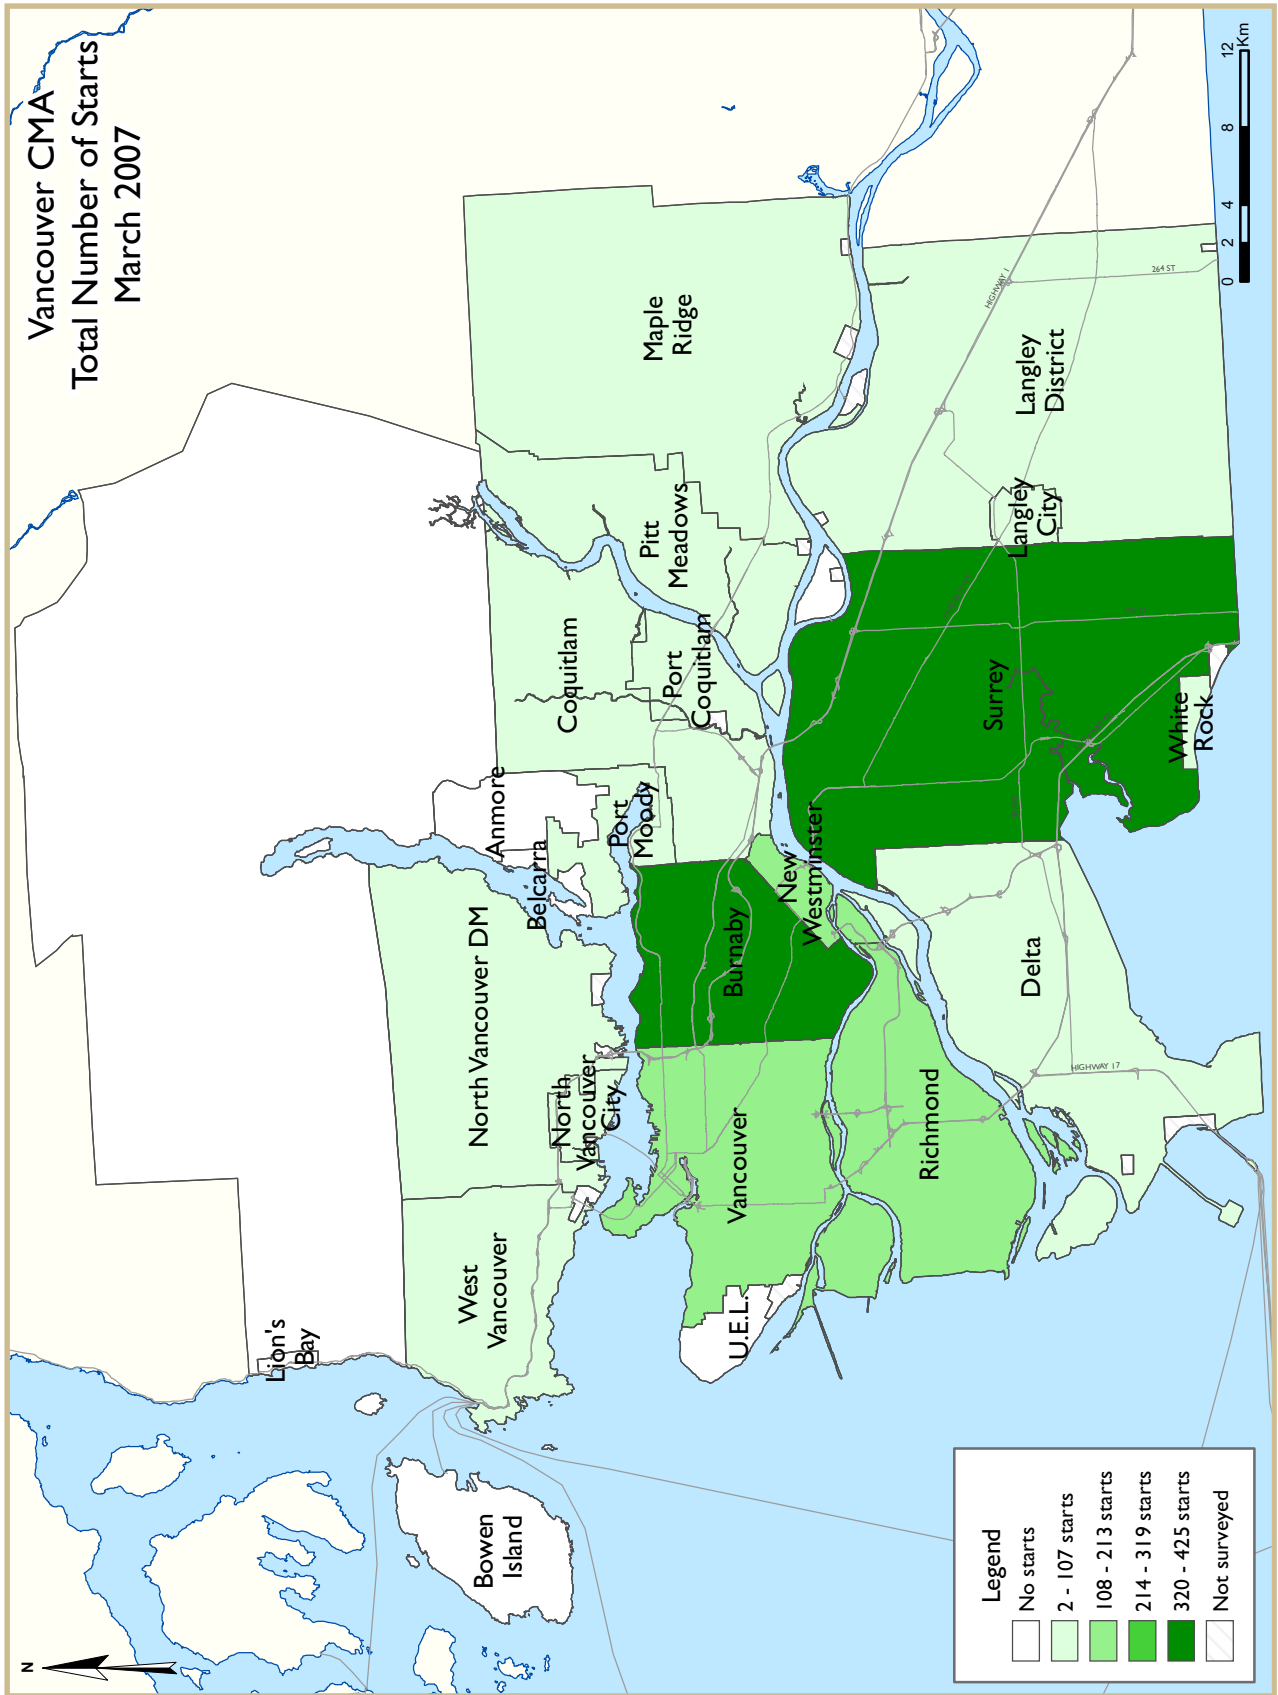 Vancouver CMA
Total Number of Starts
March 2007
N
Lion's
Bay
Bowen
Island
West
Vancouver
North Vancouver DM
North
Vancouver
City
Belcarra
Anmore
Port
Moody
Coquitlam
Port
Coquitlam
Pitt
Meadows
Maple
Ridge
U.E.L.
Vancouver
Burnaby
New
Westminster
Richmond
Delta
Surrey
White
Rock
Langley
City
Langley
District
HIGHWAY 1
264 ST
HIGHWAY 17
Legend
No starts
2 - 107 starts
108 - 213 starts
214 - 319 starts
320 - 425 starts
Not surveyed
0 2 4 8 12
Km